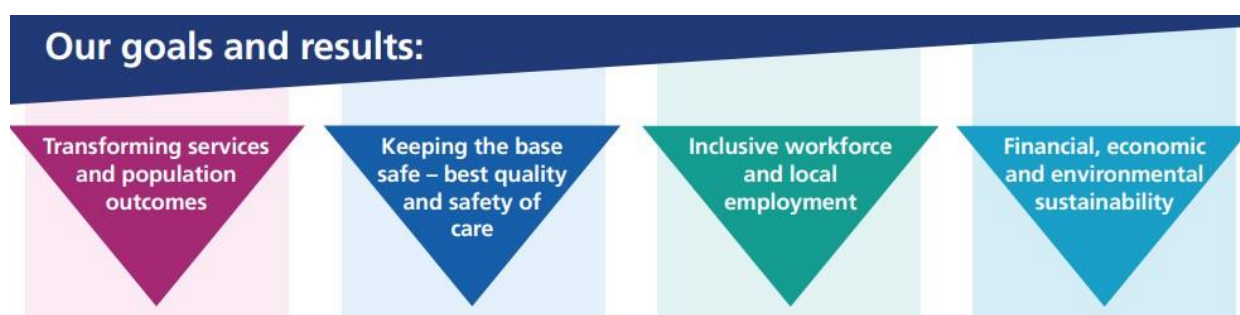 Our goals and results:
Transforming services
and population
outcomes
Keeping the base
safe – best quality
and safety of
care
Inclusive workforce
and local
employment
Financial, economic
and environmental
sustainability